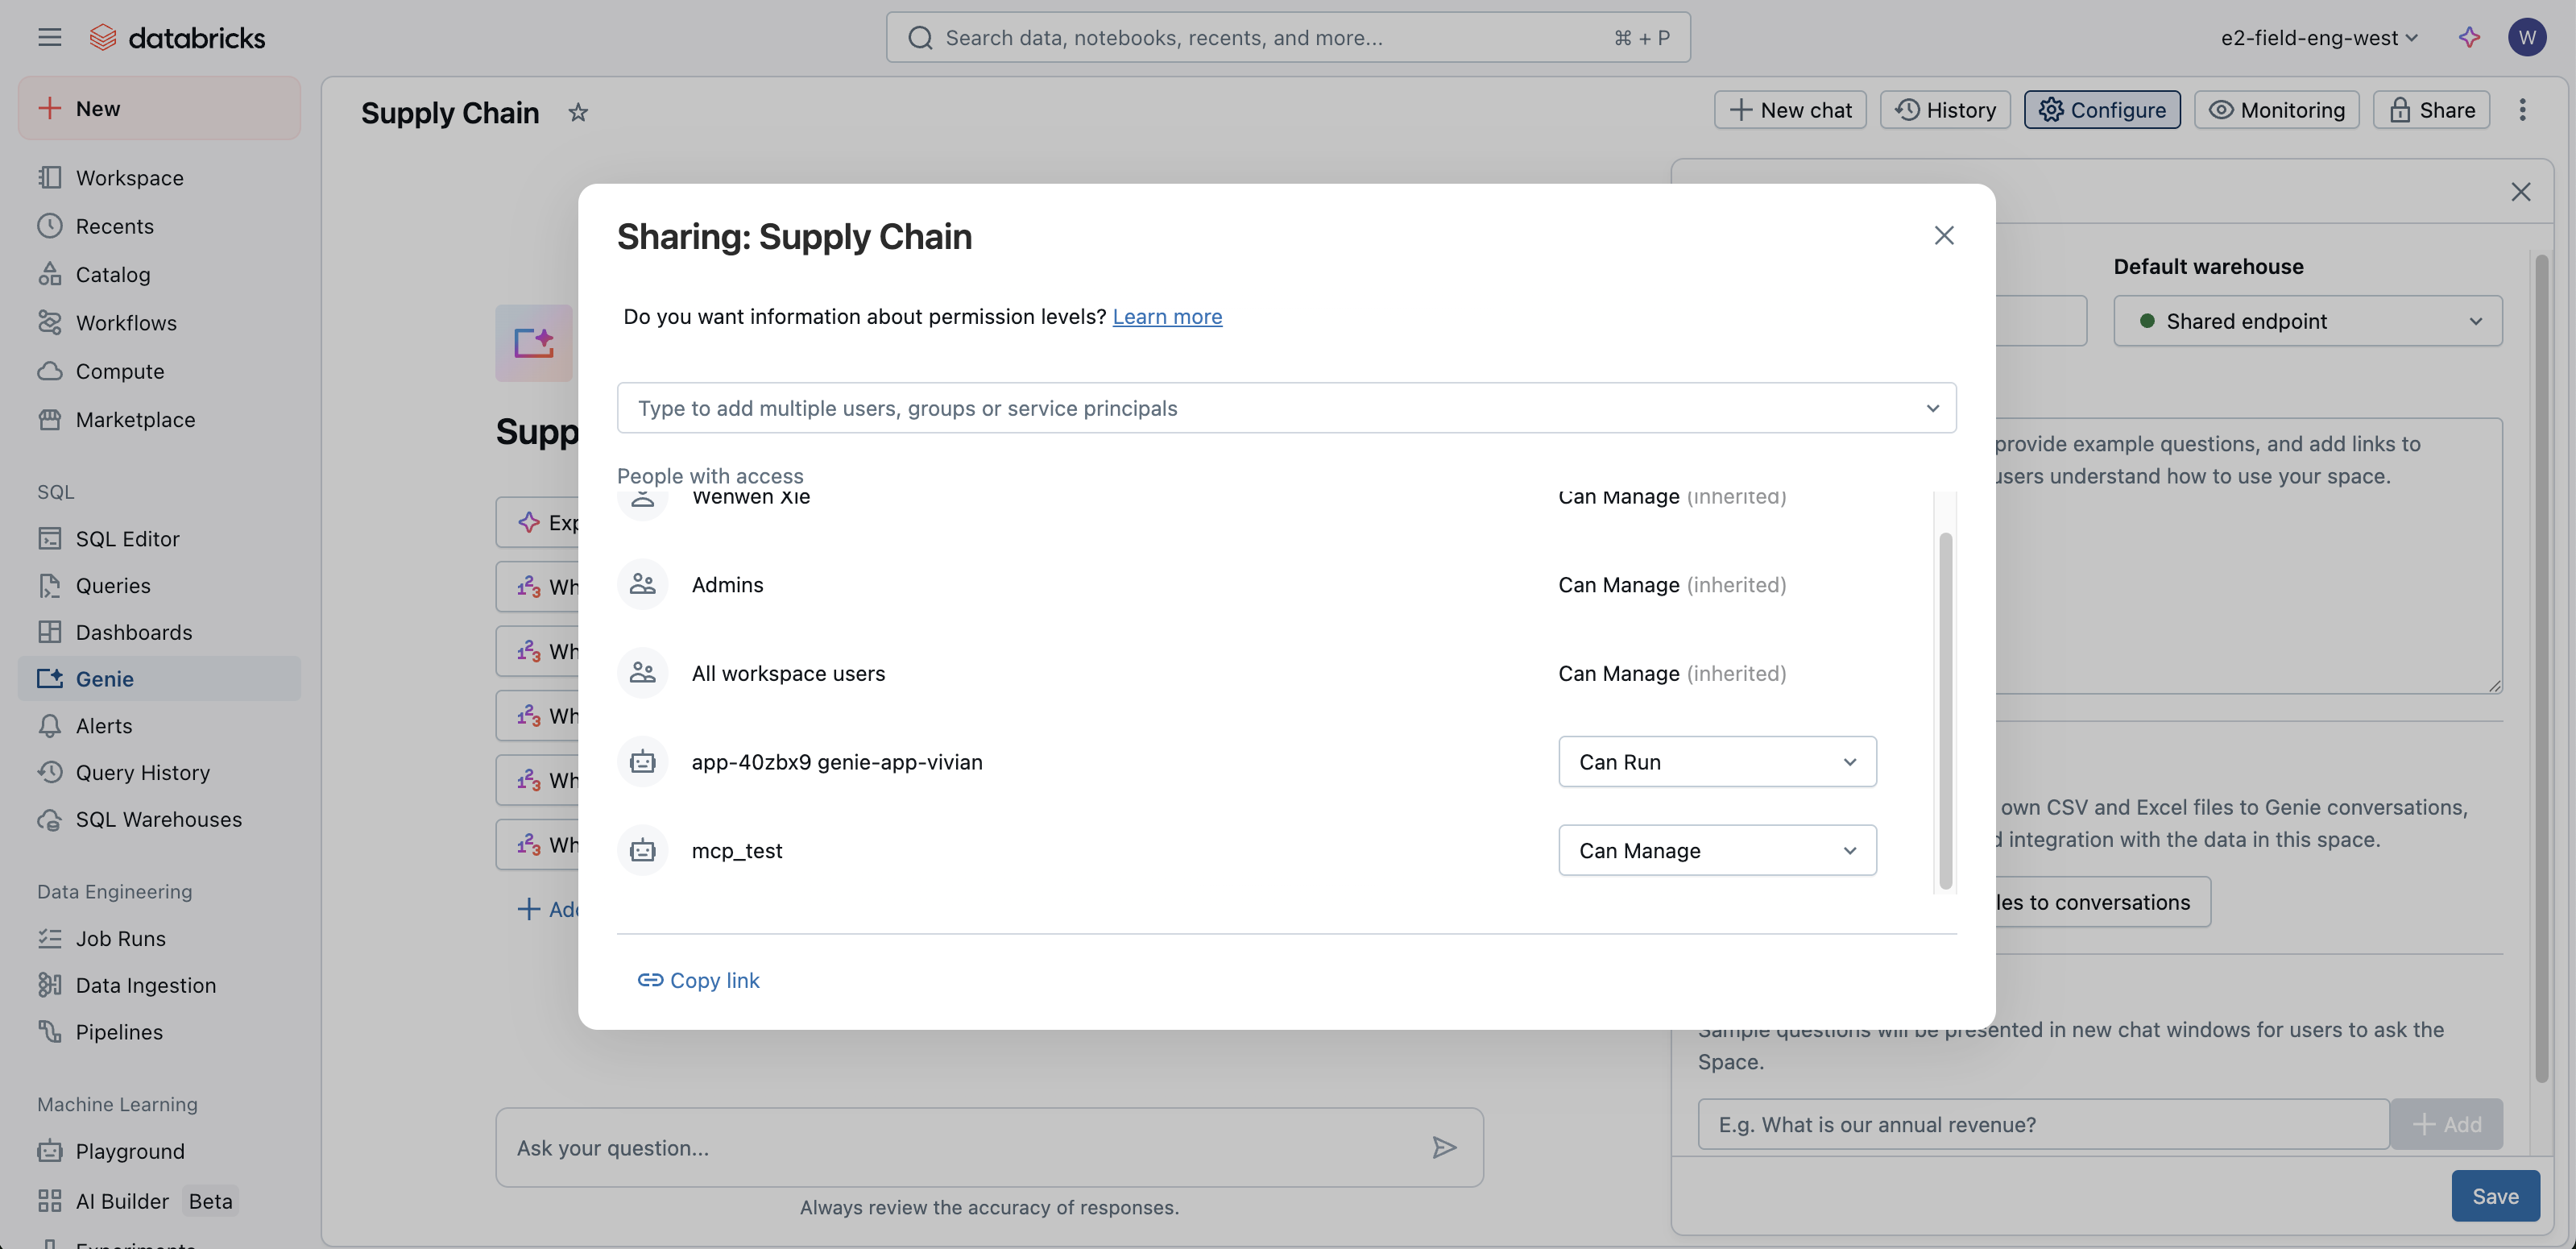 databricks
Search data, notebooks, recents, and more...
⌘ + P
e2-field-eng-west
W
New
Workspace
Recents
Catalog
Workflows
Compute
Marketplace
SQL
SQL Editor
Queries
Dashboards
Genie
Alerts
Query History
SQL Warehouses
Data Engineering
Job Runs
Data Ingestion
Pipelines
Machine Learning
Playground
AI Builder Beta
Experiments
Supply Chain
New chat
History
Configure
Monitoring
Share
Supp
Exp
Wh
Wh
Wh
Wh
Wh
Add
Ask your question...
Always review the accuracy of responses.
Sharing: Supply Chain
Do you want information about permission levels? Learn more
Type to add multiple users, groups or service principals
People with access
Wenwen Xie Can Manage (inherited)
Admins Can Manage (inherited)
All workspace users Can Manage (inherited)
app-40zbx9 genie-app-vivian Can Run
mcp_test Can Manage
Copy link
Default warehouse
Shared endpoint
provide example questions, and add links to
users understand how to use your space.
own CSV and Excel files to Genie conversations,
integration with the data in this space.
les to conversations
Sample questions will be presented in new chat windows for users to ask the
Space.
E.g. What is our annual revenue?
Add
Save